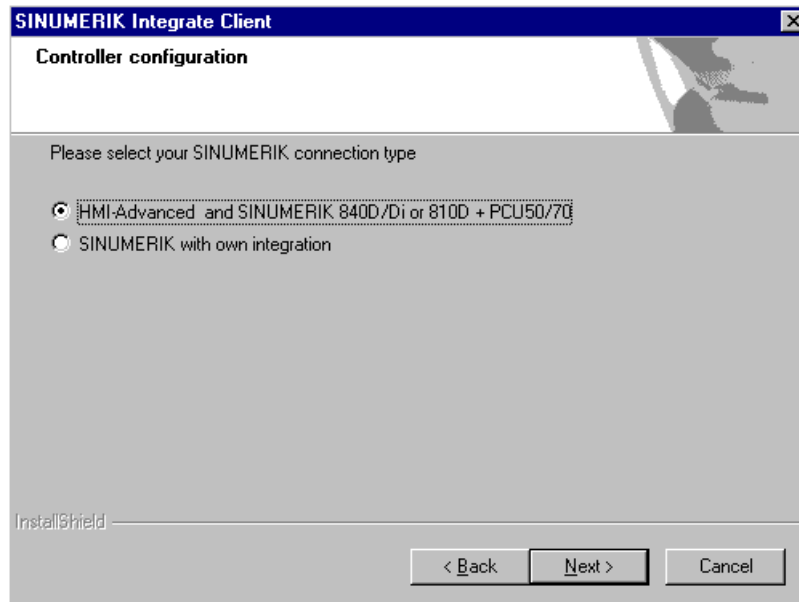 SINUMERIK Integrate Client
Controller configuration
Please select your SINUMERIK connection type
HMI-Advanced  and SINUMERIK 840D/Di or 810D + PCU50/70
SINUMERIK with own integration
InstallShield
< Back Next > Cancel